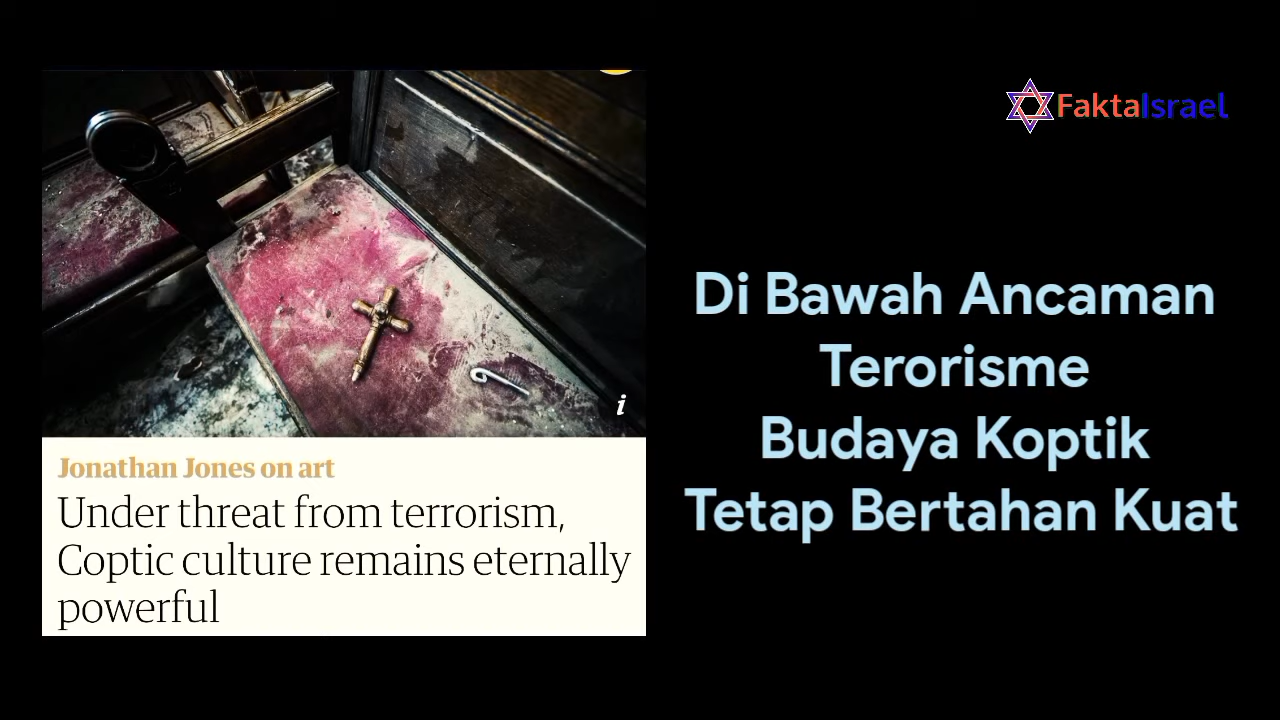 FaktaIsrael
i
Jonathan Jones on art
Under threat from terrorism,
Coptic culture remains eternally
powerful
Di Bawah Ancaman
Terorisme
Budaya Koptik
Tetap Bertahan Kuat